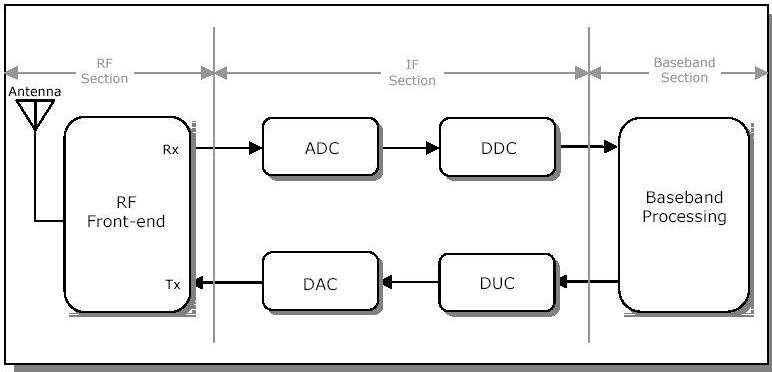 RF
Section
IF
Section
Baseband
Section
Antenna
Rx
ADC
DDC
RF
Front-end
Baseband
Processing
Tx
DAC
DUC